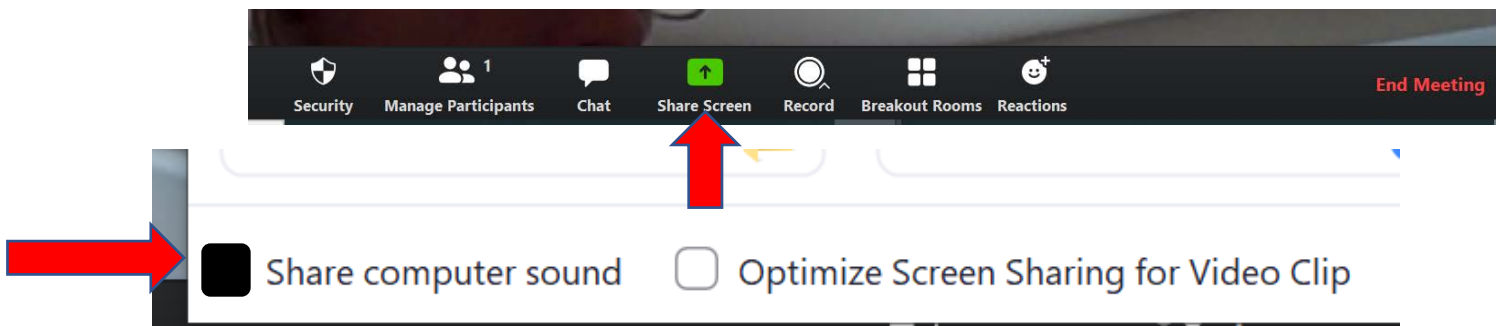 1
Security Manage Participants Chat Share Screen Record Breakout Rooms Reactions End Meeting
Share computer sound Optimize Screen Sharing for Video Clip